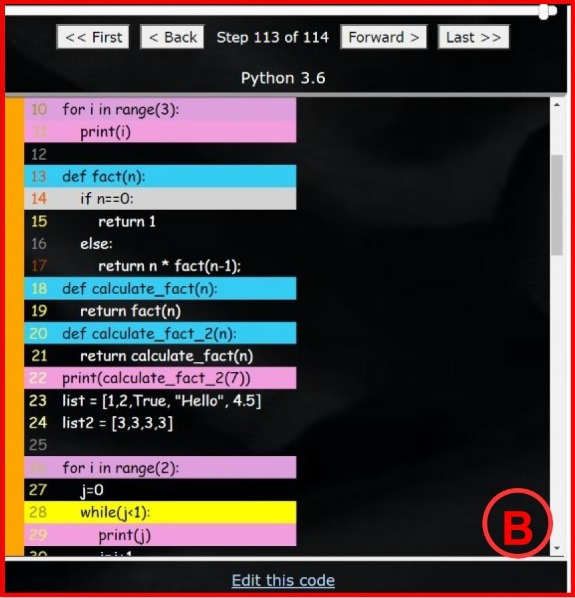 << First < Back Step 113 of 114 Forward > Last >>
Python 3.6
10 for i in range(3):
11 print(i)
12
13 def fact(n):
14 if n==0:
15 return 1
16 else:
17 return n * fact(n-1);
18 def calculate_fact(n):
19 return fact(n)
20 def calculate_fact_2(n):
21 return calculate_fact(n)
22 print(calculate_fact_2(7))
23 list = [1,2,True, "Hello", 4.5]
24 list2 = [3,3,3,3]
25
26 for i in range(2):
27 j=0
28 while(j<1):
29 print(j)
30 j=j+1
B
Edit this code